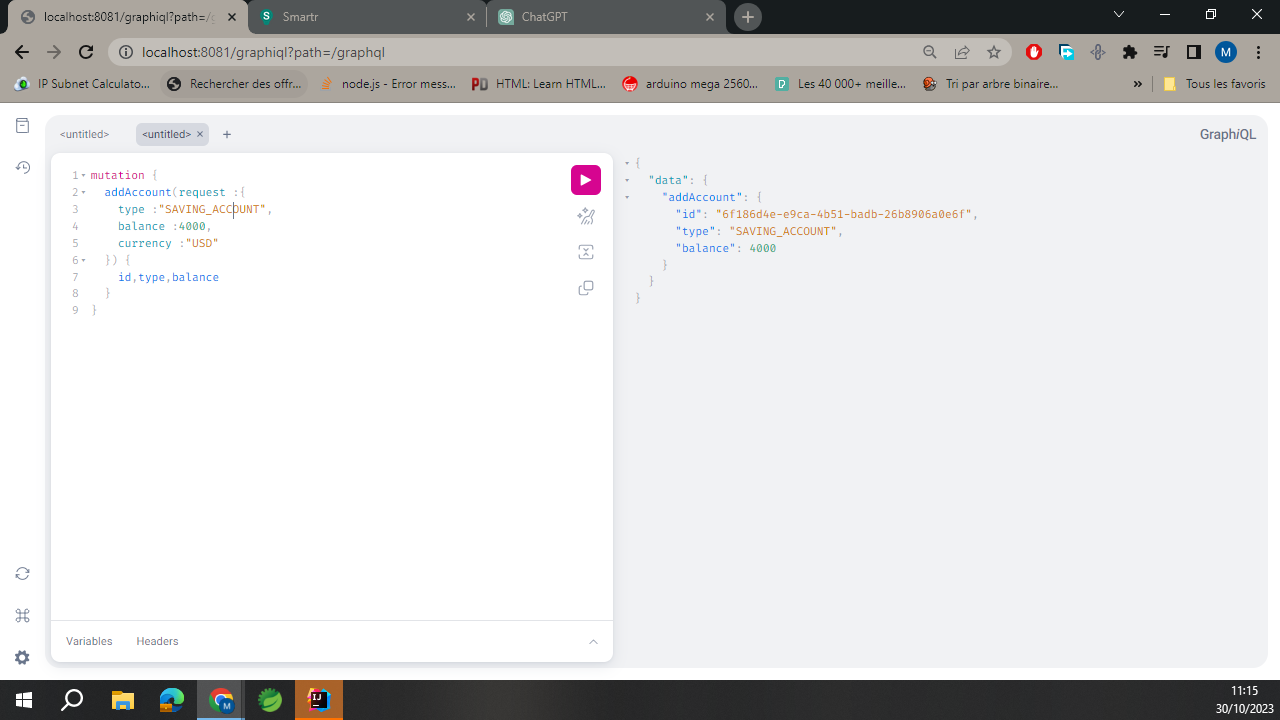 localhost:8081/graphiql?path=/g
Smartr
ChatGPT
localhost:8081/graphiql?path=/graphql
IP Subnet Calculato...
Rechercher des offr...
node.js - Error mess...
HTML: Learn HTML...
arduino mega 2560...
Les 40 000+ meille...
Tri par arbre binaire...
»
Tous les favoris
<untitled>
<untitled>
GraphiQL
1 mutation {
2 addAccount(request :{
3 type :"SAVING_ACCOUNT",
4 balance :4000,
5 currency :"USD"
6 }) {
7 id,type,balance
8 }
9 }
{
"data": {
"addAccount": {
"id": "6f186d4e-e9ca-4b51-badb-26b8906a0e6f",
"type": "SAVING_ACCOUNT",
"balance": 4000
}
}
}
Variables
Headers
11:15
30/10/2023